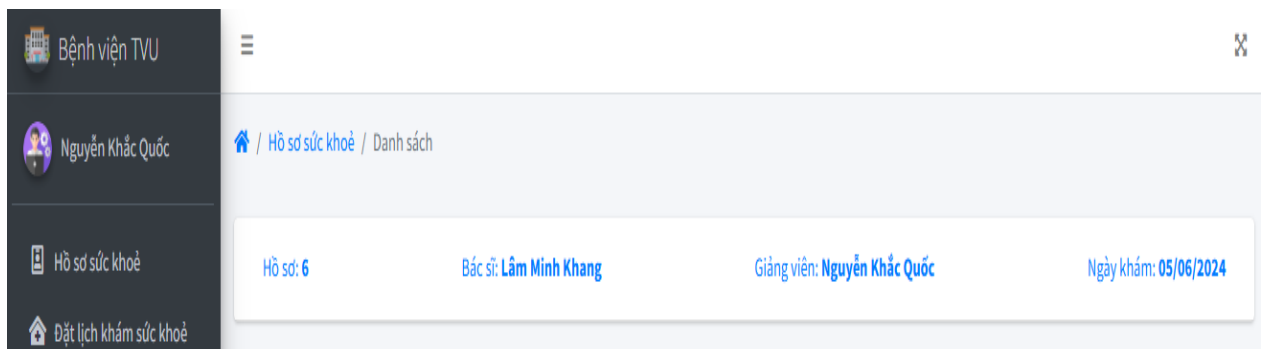 Bệnh viện TVU
Nguyễn Khắc Quốc
Hồ sơ sức khoẻ
Đặt lịch khám sức khoẻ
/ Hồ sơ sức khoẻ / Danh sách
Hồ sơ: 6 Bác sĩ: Lâm Minh Khang Giảng viên: Nguyễn Khắc Quốc Ngày khám: 05/06/2024